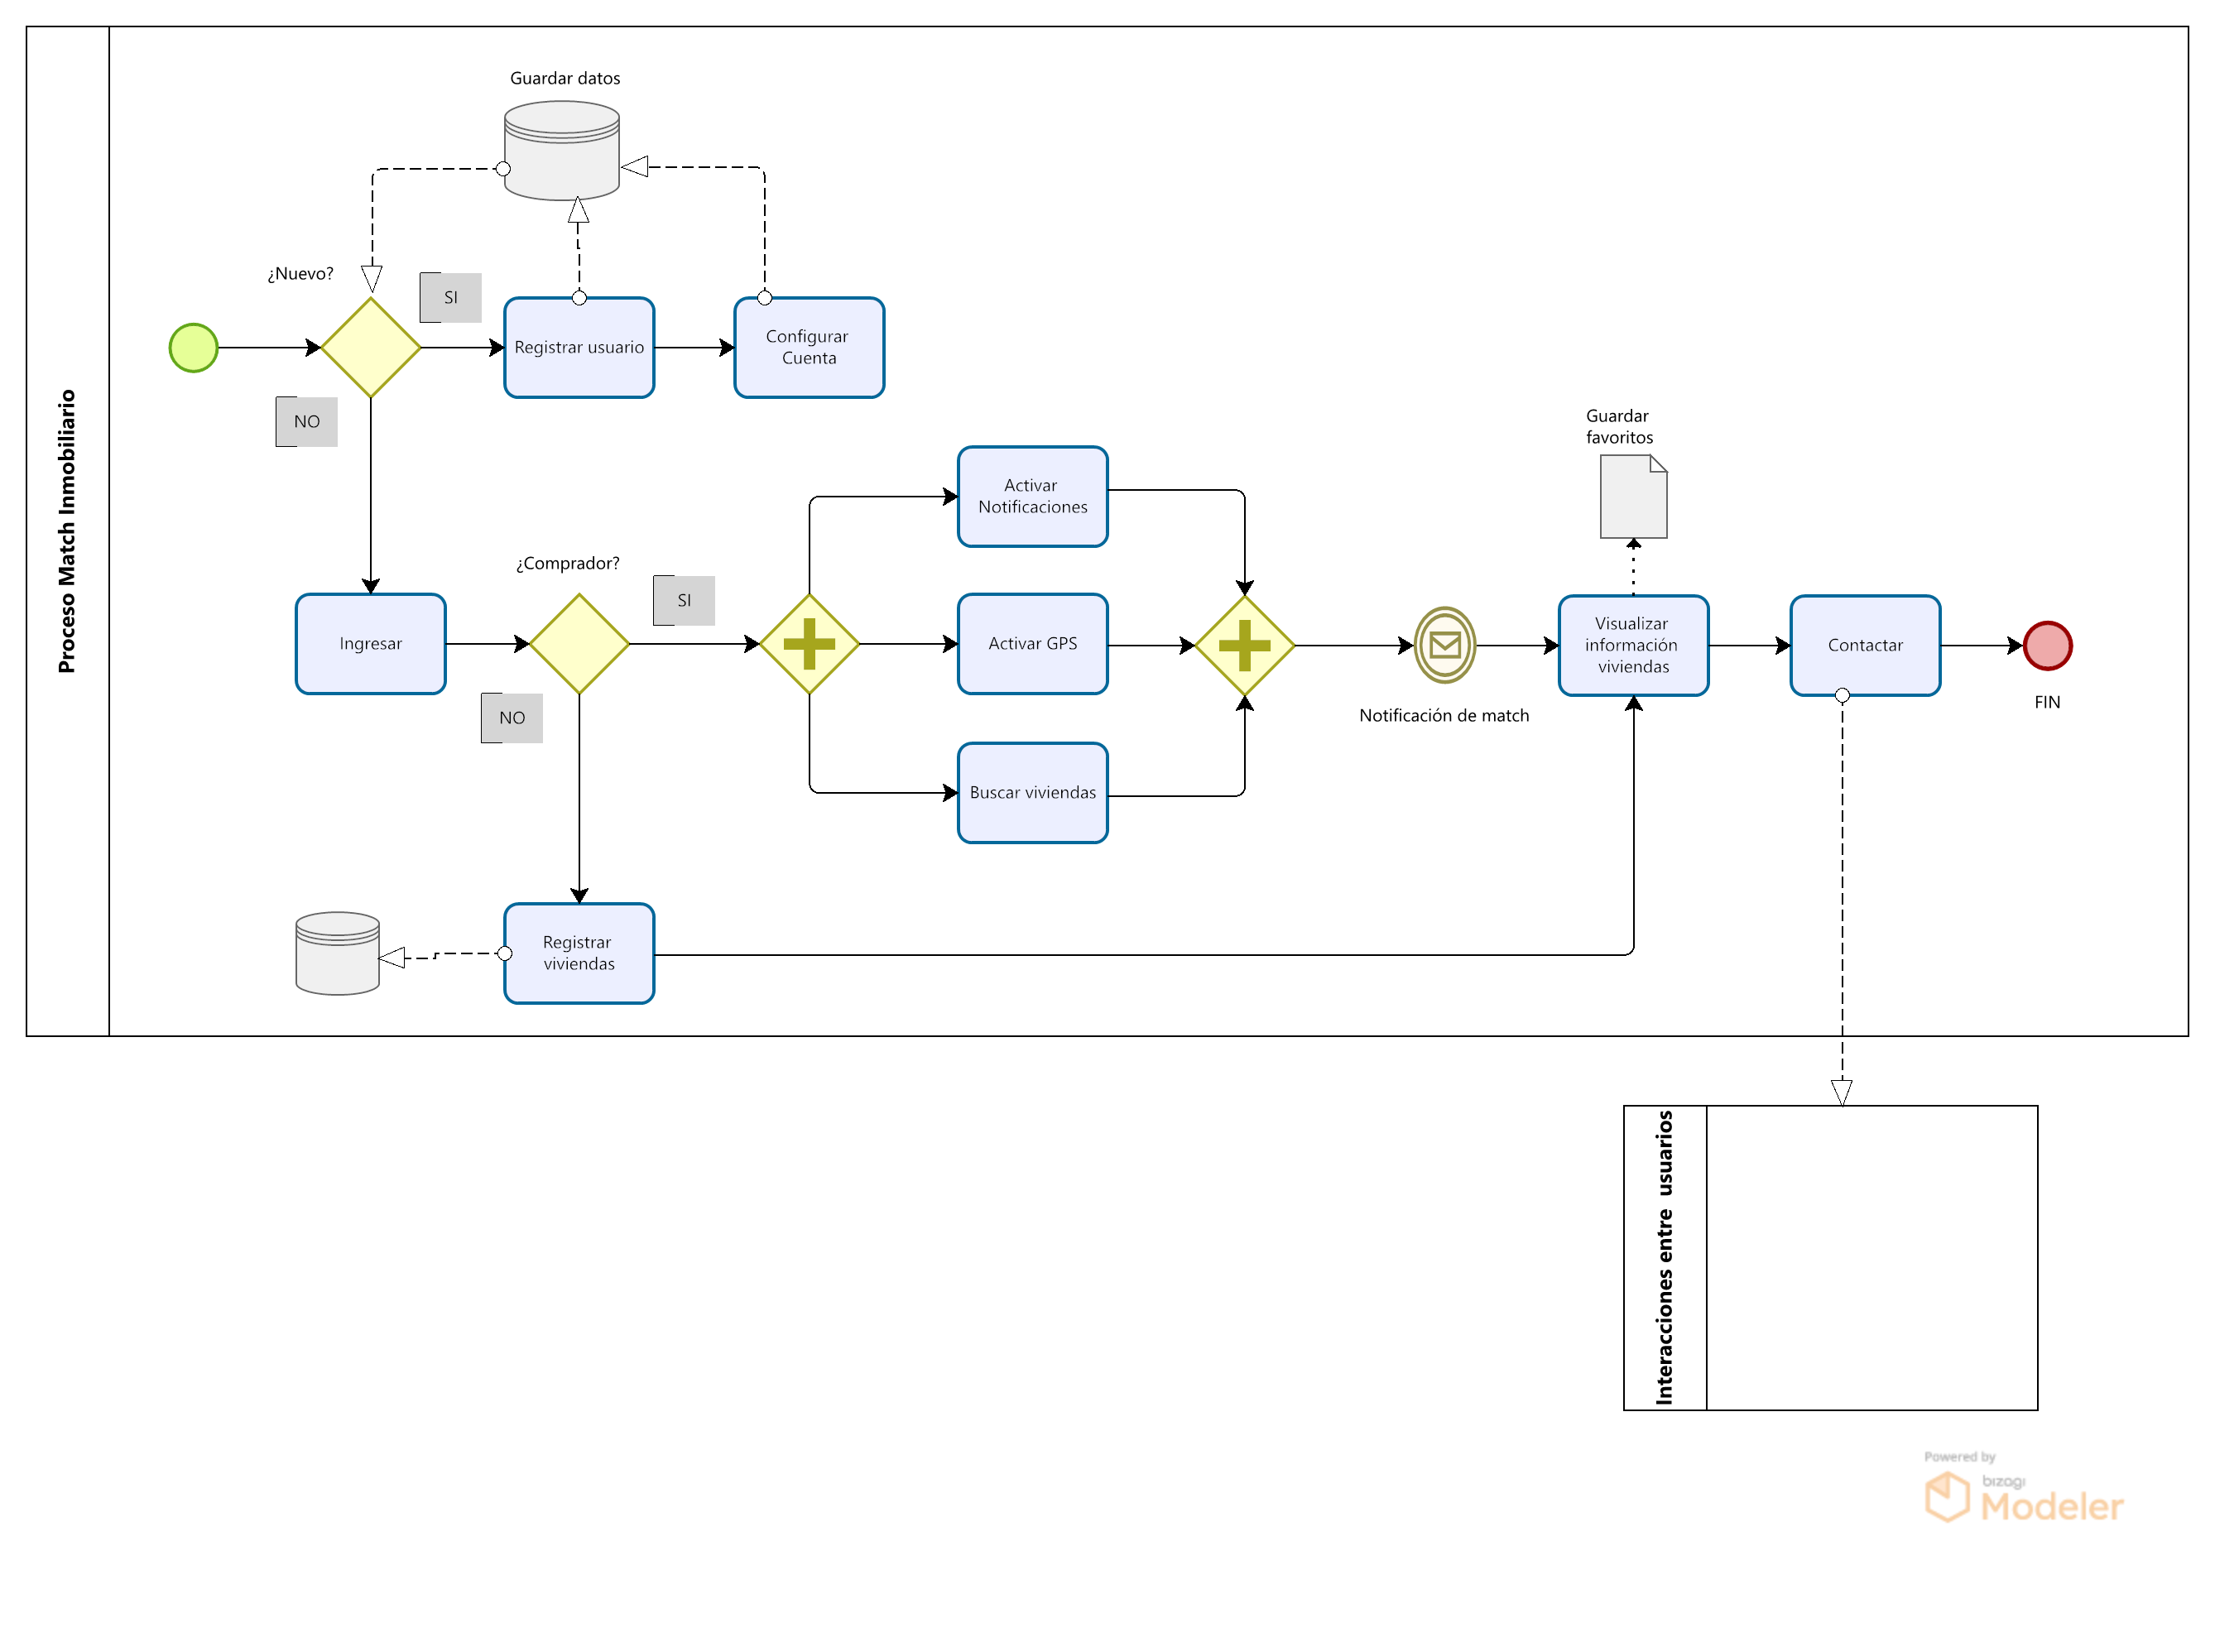 Proceso Match Inmobiliario
Guardar datos
¿Nuevo?
SI
Registrar usuario
Configurar
Cuenta
NO
Guardar
favoritos
Activar
Notificaciones
¿Comprador?
SI
Ingresar
Activar GPS
Visualizar
información
viviendas
Contactar
NO
Notificación de match
FIN
Buscar viviendas
Registrar
viviendas
Interacciones entre  usuarios
Powered by
bizagi
Modeler